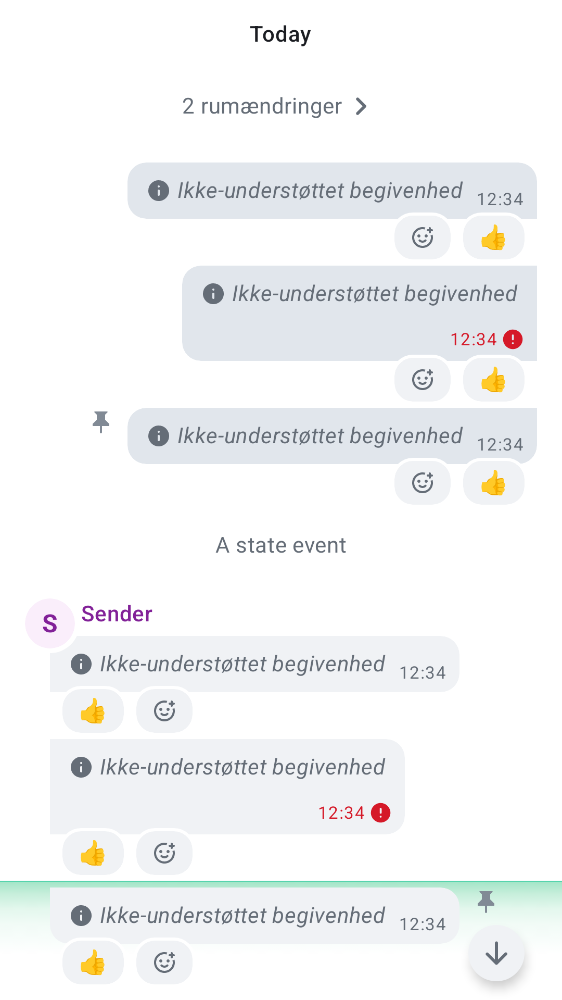 Today
2 rumændringer
Ikke-understøttet begivenhed 12:34
👍
Ikke-understøttet begivenhed
12:34
👍
Ikke-understøttet begivenhed 12:34
👍
A state event
S Sender
Ikke-understøttet begivenhed 12:34
👍
Ikke-understøttet begivenhed
12:34
👍
Ikke-understøttet begivenhed 12:34
👍